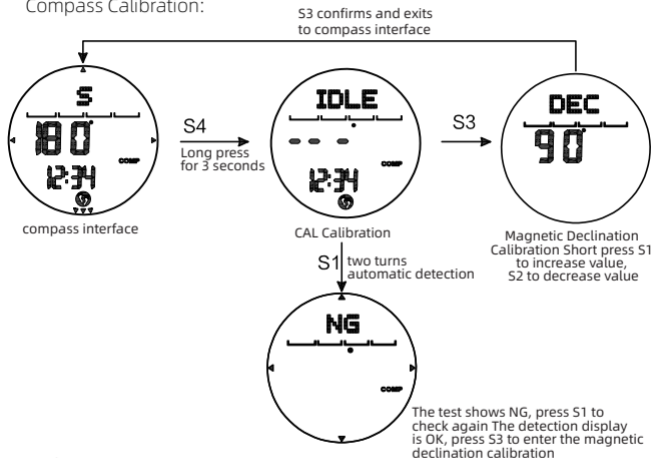 Compass Calibration:
S3 confirms and exits
to compass interface
S
180°
COMP
12:34
compass interface
S4
Long press
for 3 seconds
IDLE
- - -
COMP
12:34
CAL Calibration
S3
DEC
90°
Magnetic Declination
Calibration Short press S1
to increase value,
S2 to decrease value
S1
two turns
automatic detection
NG
COMP
The test shows NG, press S1 to
check again The detection display
is OK, press S3 to enter the magnetic
declination calibration